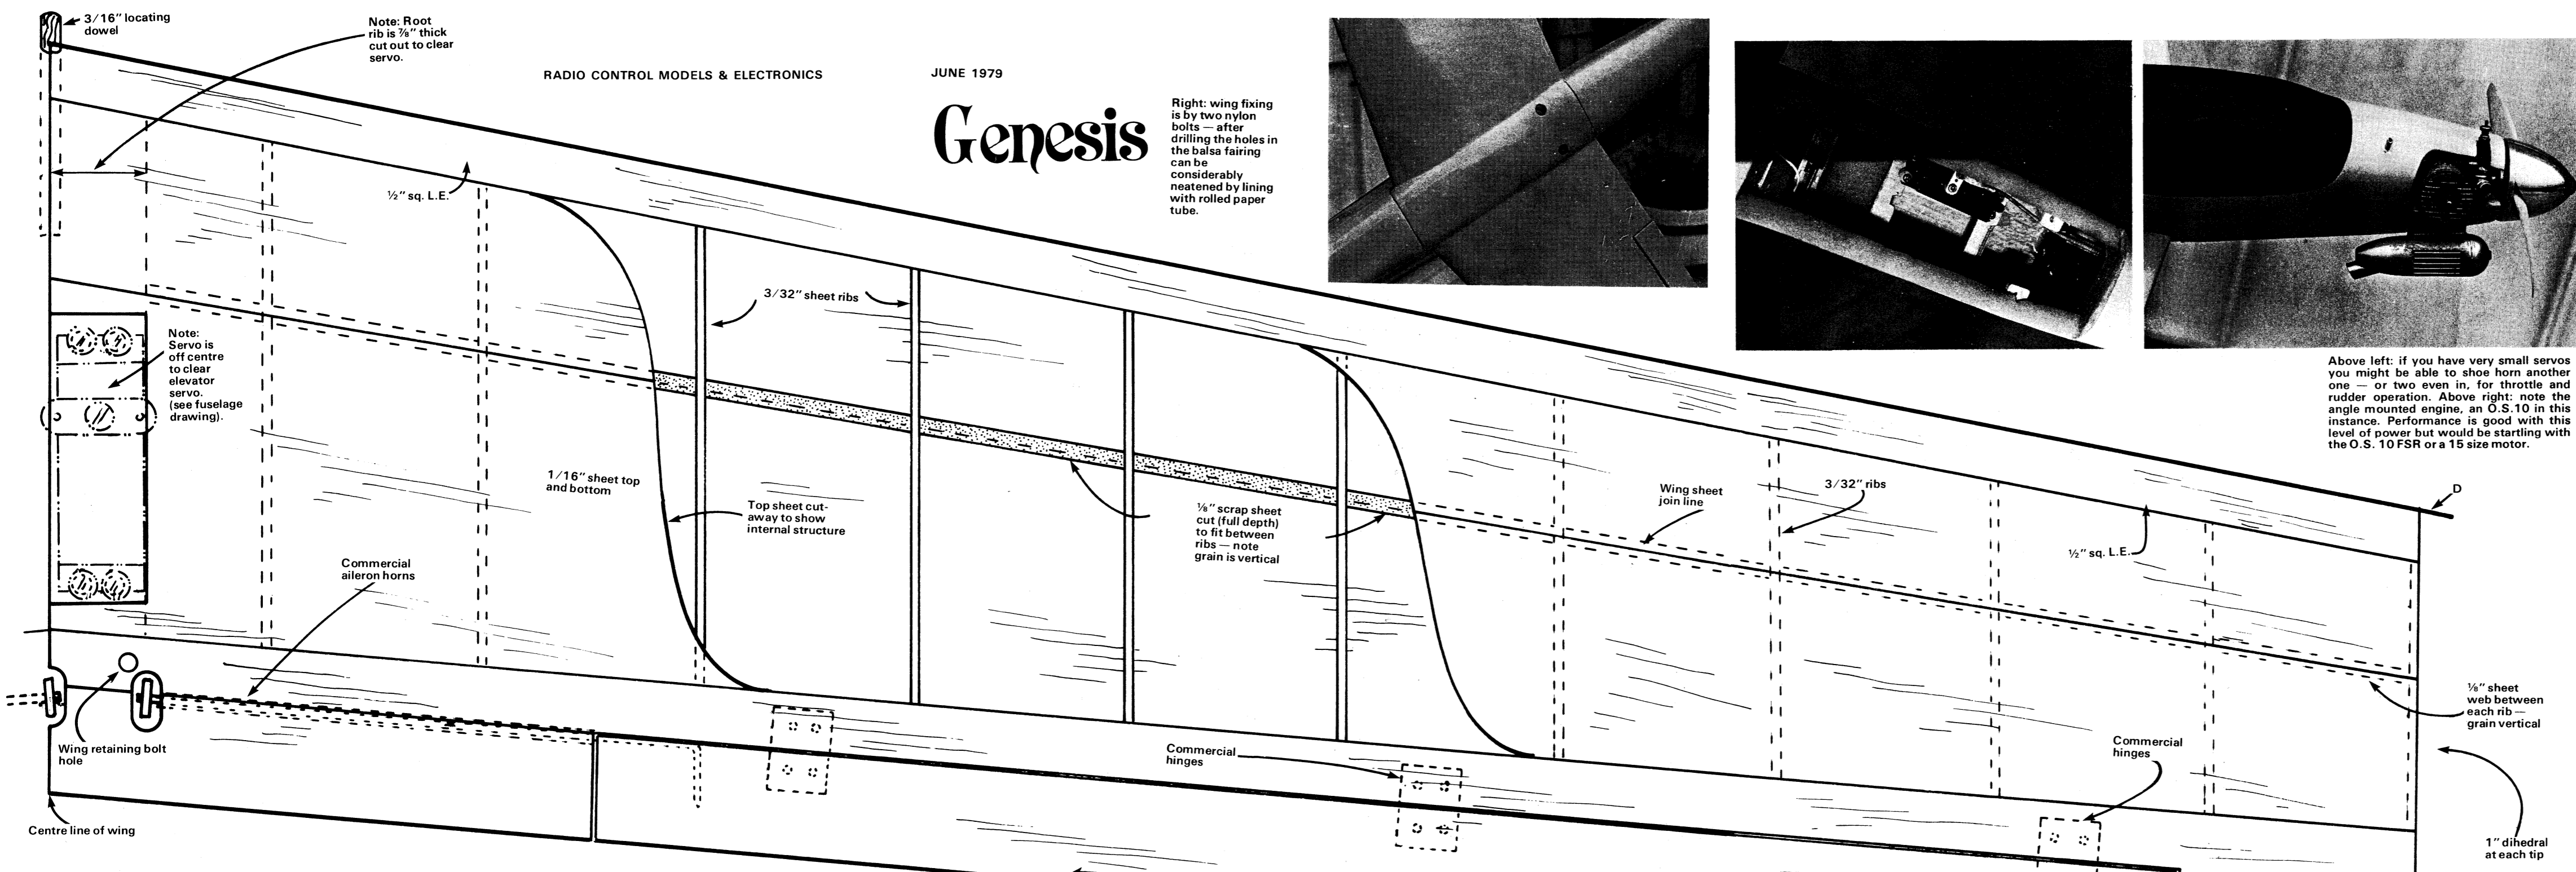 3/16" locating
dowel
Note: Root
rib is ⅞" thick
cut out to clear
servo.
RADIO CONTROL MODELS & ELECTRONICS
JUNE 1979
Genesis
Right: wing fixing
is by two nylon
bolts — after
drilling the holes in
the balsa fairing
can be
considerably
neatened by lining
with rolled paper
tube.
½" sq. L.E.
3/32" sheet ribs
Note:
Servo is
off centre
to clear
elevator
servo.
(see fuselage
drawing).
Above left: if you have very small servos
you might be able to shoe horn another
one — or two even in, for throttle and
rudder operation. Above right: note the
angle mounted engine, an O.S.10 in this
instance. Performance is good with this
level of power but would be startling with
the O.S. 10 FSR or a 15 size motor.
1/16" sheet top
and bottom
Top sheet cut-
away to show
internal structure
⅛" scrap sheet
cut (full depth)
to fit between
ribs — note
grain is vertical
Wing sheet
join line
3/32" ribs
D
½" sq. L.E.
Commercial
aileron horns
Wing retaining bolt
hole
Commercial
hinges
Commercial
hinges
⅛" sheet
web between
each rib —
grain vertical
Centre line of wing
1" dihedral
at each tip